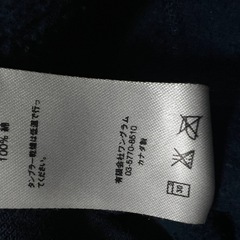 100% 綿
タンブラー乾燥は低温で行っ
てください。
有限会社ワングラム
03-5770-8510
カナダ製
30